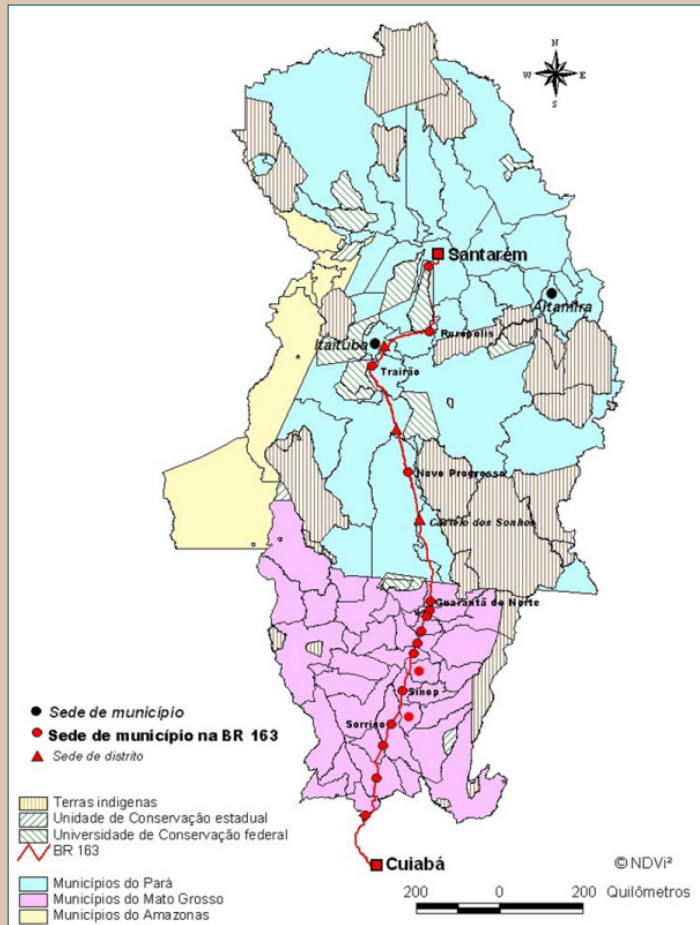 N
W E
S
Santarém
Altamira
Rurópolis
Itaituba
Trairão
Novo Progresso
Castelo dos Sonhos
Guarantã do Norte
Sinop
Sorriso
Sede de município
Sede de município na BR 163
Sede de distrito
Terras indigenas
Unidade de Conservação estadual
Universidade de Conservação federal
BR 163
Cuiabá
©NDVi²
Municípios do Pará
Municípios do Mato Grosso
Municípios do Amazonas
200 0 200 Quilômetros